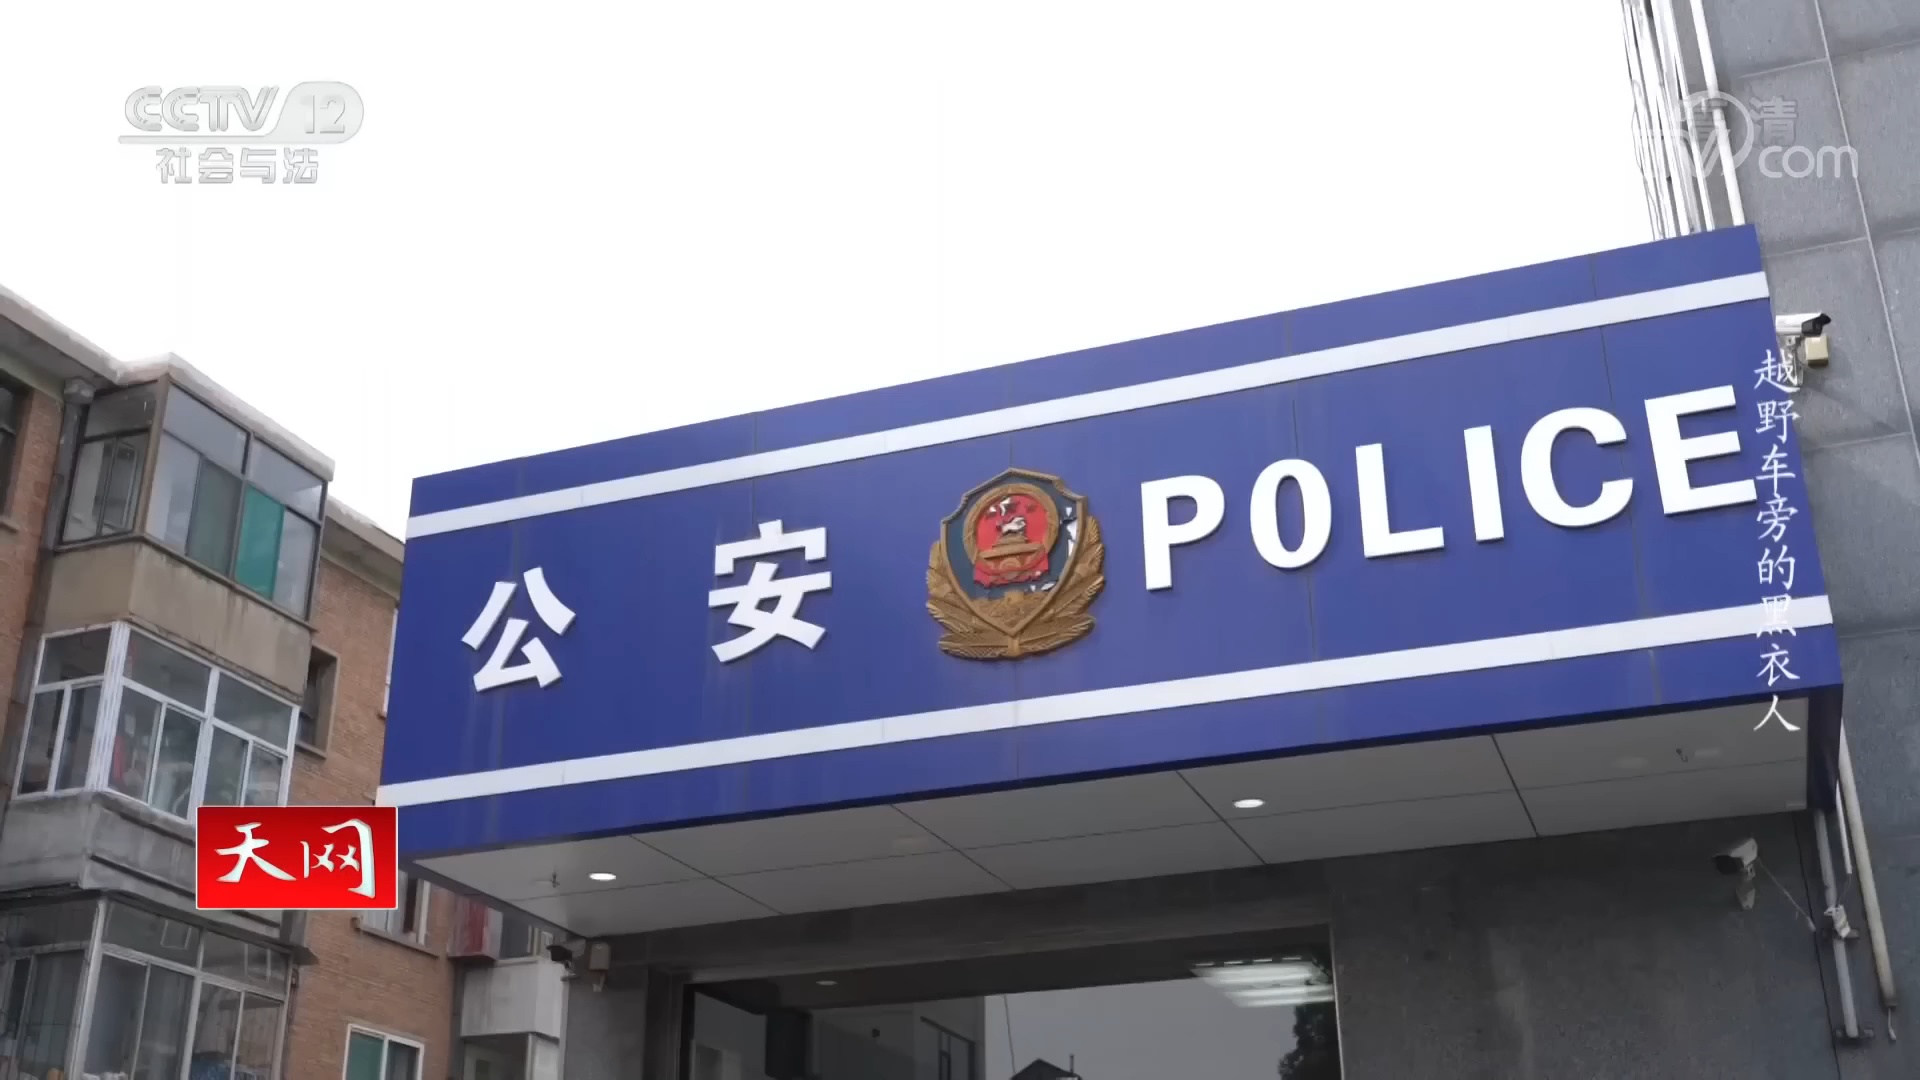 CCTV 12
社会与法
高清
com
公安 POLICE
越野车旁的黑衣人
天网